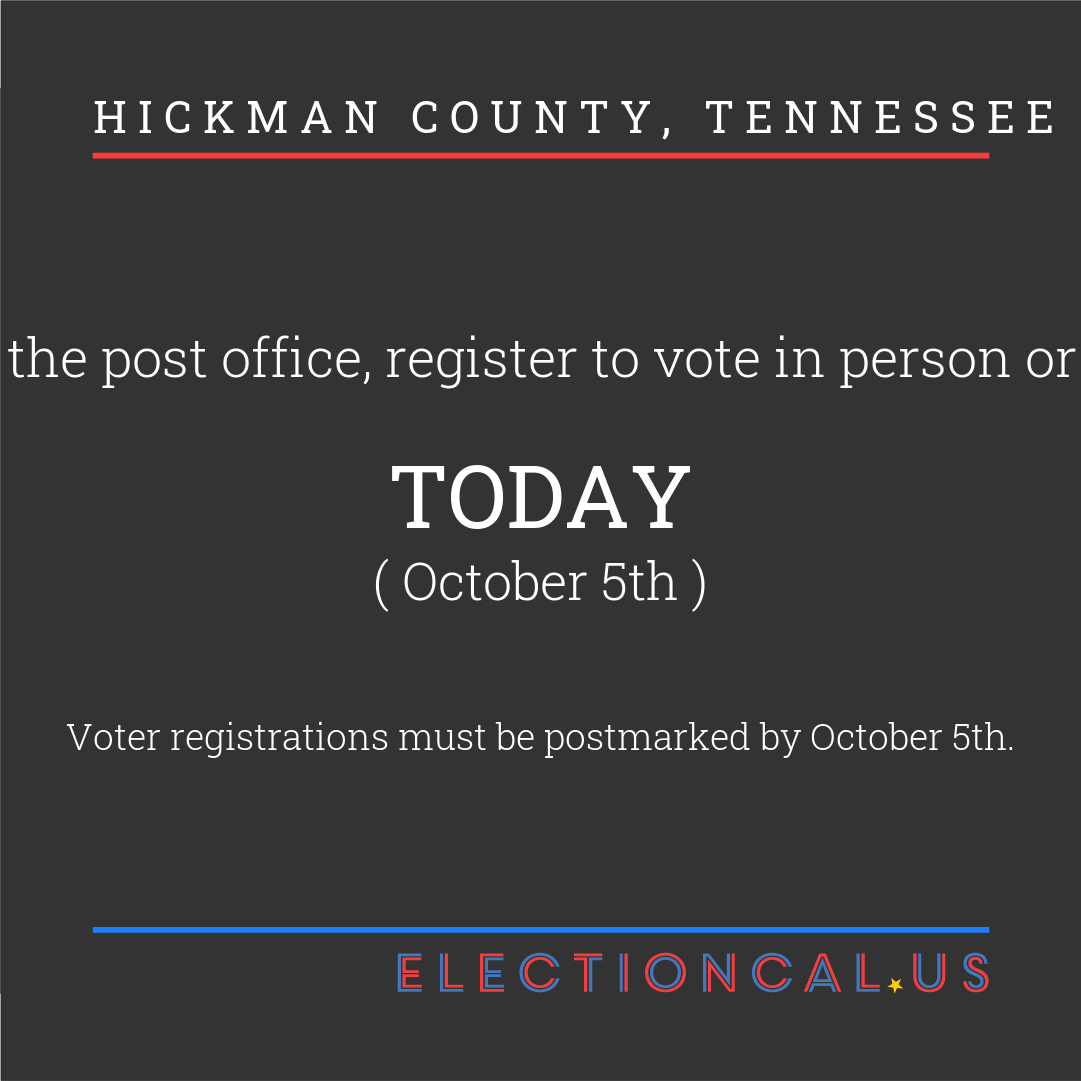 HICKMAN COUNTY, TENNESSEE
the post office, register to vote in person or
TODAY
( October 5th )
Voter registrations must be postmarked by October 5th.
ELECTIONCAL.US